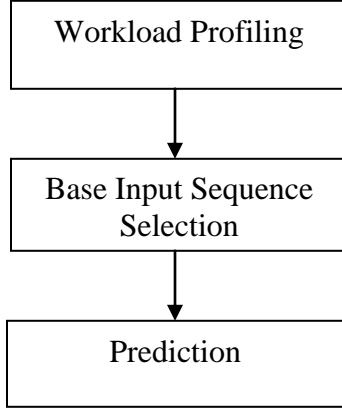 Workload Profiling
Base Input Sequence
Selection
Prediction